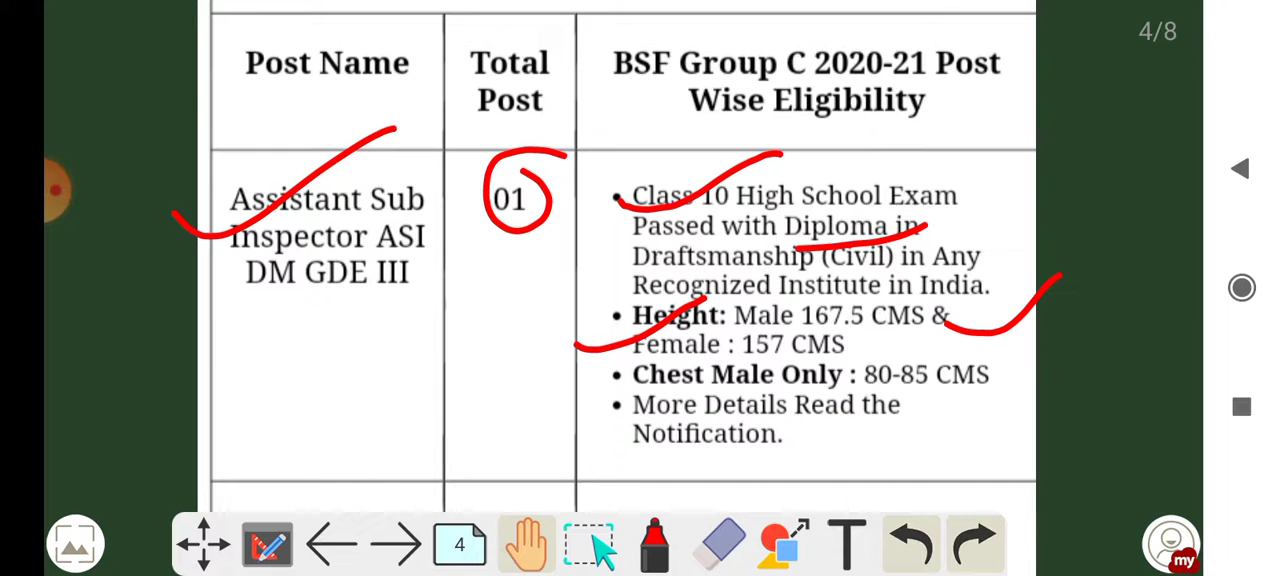 4/8
Post Name
Total
Post
BSF Group C 2020-21 Post
Wise Eligibility
Assistant Sub
Inspector ASI
DM GDE III
01
• Class 10 High School Exam
Passed with Diploma in
Draftsmanship (Civil) in Any
Recognized Institute in India.
• Height: Male 167.5 CMS &
Female : 157 CMS
• Chest Male Only : 80-85 CMS
• More Details Read the
Notification.
4
T
my